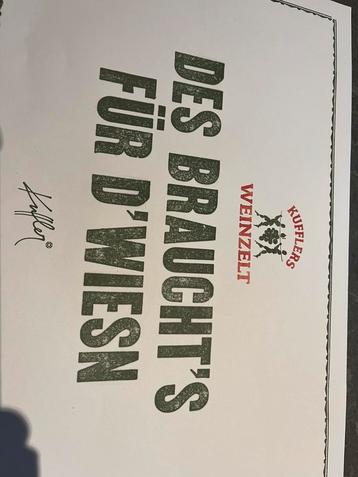 KUFFLERS
WEINZELT
DES BRAUCHT'S
FÜR D'WIESN
Kuffler